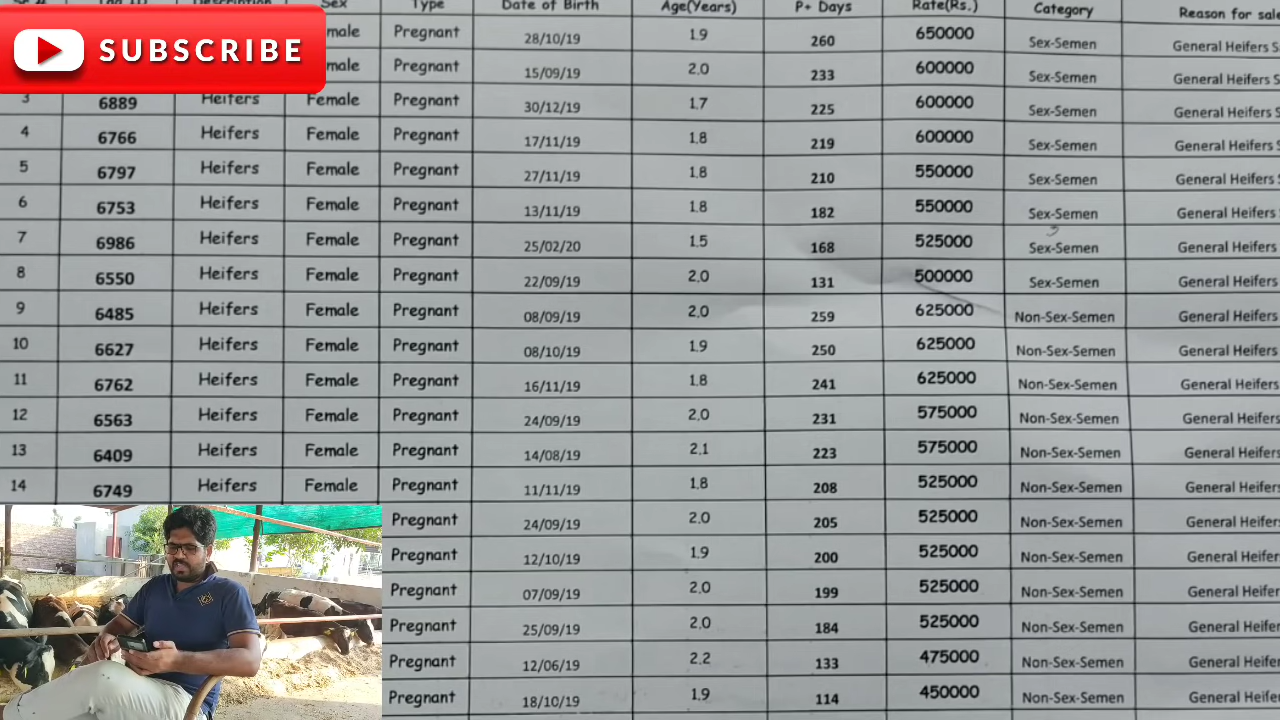 Tag ID Description Sex Type Date of Birth Age(Years) P+ Days Rate(Rs.) Category Reason for sal
SUBSCRIBE
male Pregnant 28/10/19 1.9 260 650000 Sex-Semen General Heifers S
male Pregnant 15/09/19 2.0 233 600000 Sex-Semen General Heifers S
3 6889 Heifers Female Pregnant 30/12/19 1.7 225 600000 Sex-Semen General Heifers S
4 6766 Heifers Female Pregnant 17/11/19 1.8 219 600000 Sex-Semen General Heifers S
5 6797 Heifers Female Pregnant 27/11/19 1.8 210 550000 Sex-Semen General Heifers S
6 6753 Heifers Female Pregnant 13/11/19 1.8 182 550000 Sex-Semen General Heifers
7 6986 Heifers Female Pregnant 25/02/20 1.5 168 525000 Sex-Semen General Heifers
8 6550 Heifers Female Pregnant 22/09/19 2.0 131 500000 Sex-Semen General Heifers
9 6485 Heifers Female Pregnant 08/09/19 2.0 259 625000 Non-Sex-Semen General Heifers
10 6627 Heifers Female Pregnant 08/10/19 1.9 250 625000 Non-Sex-Semen General Heifers
11 6762 Heifers Female Pregnant 16/11/19 1.8 241 625000 Non-Sex-Semen General Heifers
12 6563 Heifers Female Pregnant 24/09/19 2.0 231 575000 Non-Sex-Semen General Heifers
13 6409 Heifers Female Pregnant 14/08/19 2.1 223 575000 Non-Sex-Semen General Heifers
14 6749 Heifers Female Pregnant 11/11/19 1.8 208 525000 Non-Sex-Semen General Heifers
Pregnant 24/09/19 2.0 205 525000 Non-Sex-Semen General Heifer
Pregnant 12/10/19 1.9 200 525000 Non-Sex-Semen General Heifer
Pregnant 07/09/19 2.0 199 525000 Non-Sex-Semen General Heifer
Pregnant 25/09/19 2.0 184 525000 Non-Sex-Semen General Heifer
Pregnant 12/06/19 2.2 133 475000 Non-Sex-Semen General Heifer
Pregnant 18/10/19 1.9 114 450000 Non-Sex-Semen General Heifer